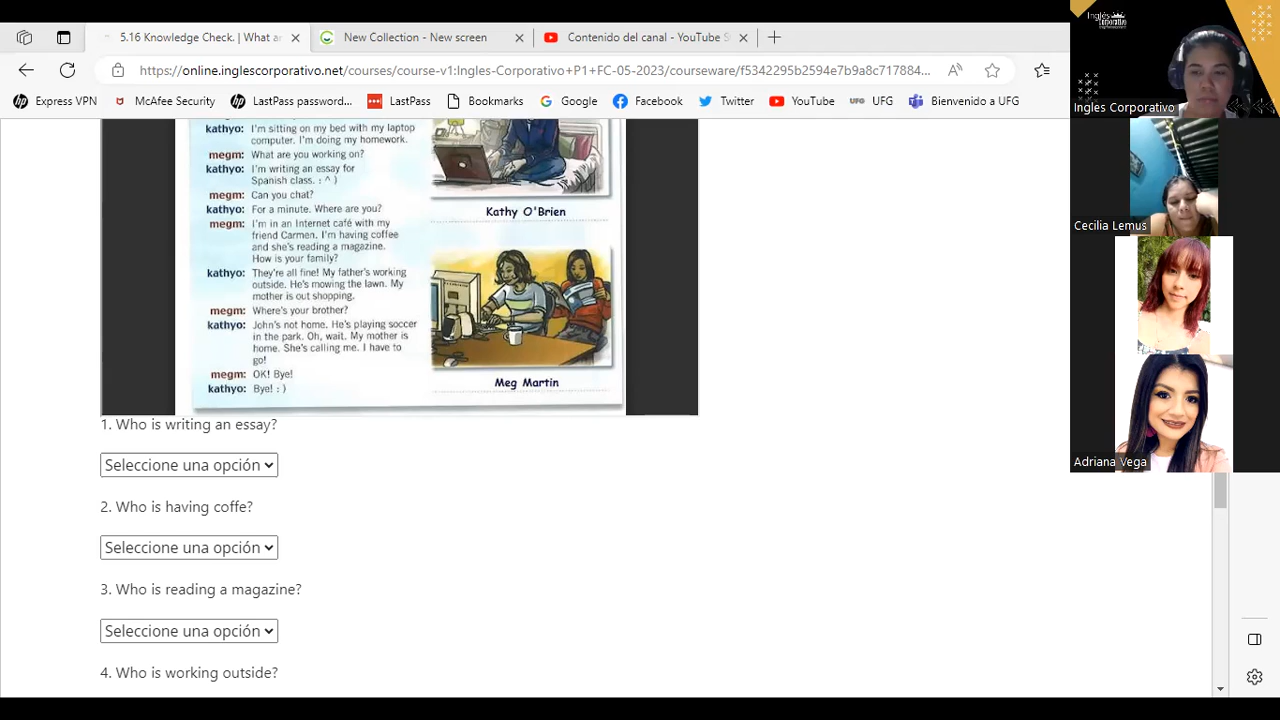 5.16 Knowledge Check. | What ar
New Collection - New screen
Contenido del canal - YouTube S
https://online.inglescorporativo.net/courses/course-v1:Ingles-Corporativo+P1+FC-05-2023/courseware/f5342295b2594e7b9a8c717884...
Express VPN
McAfee Security
LastPass password...
LastPass
Bookmarks
Google
Facebook
Twitter
YouTube
UFG
Bienvenido a UFG
kathyo: I'm sitting on my bed with my laptop
computer. I'm doing my homework.
megm: What are you working on?
kathyo: I'm writing an essay for
Spanish class. : ^ )
megm: Can you chat?
kathyo: For a minute. Where are you?
megm: I'm in an Internet café with my
friend Carmen. I'm having coffee
and she's reading a magazine.
How is your family?
kathyo: They're all fine! My father's working
outside. He's mowing the lawn. My
mother is out shopping.
megm: Where's your brother?
kathyo: John's not home. He's playing soccer
in the park. Oh, wait. My mother is
home. She's calling me. I have to
go!
megm: OK! Bye!
kathyo: Bye! : )
Kathy O'Brien
Meg Martin
1. Who is writing an essay?
Seleccione una opción
2. Who is having coffe?
Seleccione una opción
3. Who is reading a magazine?
Seleccione una opción
4. Who is working outside?
Inglés
Corporativo
Ingles Corporativo
Cecilia Lemus
Adriana Vega